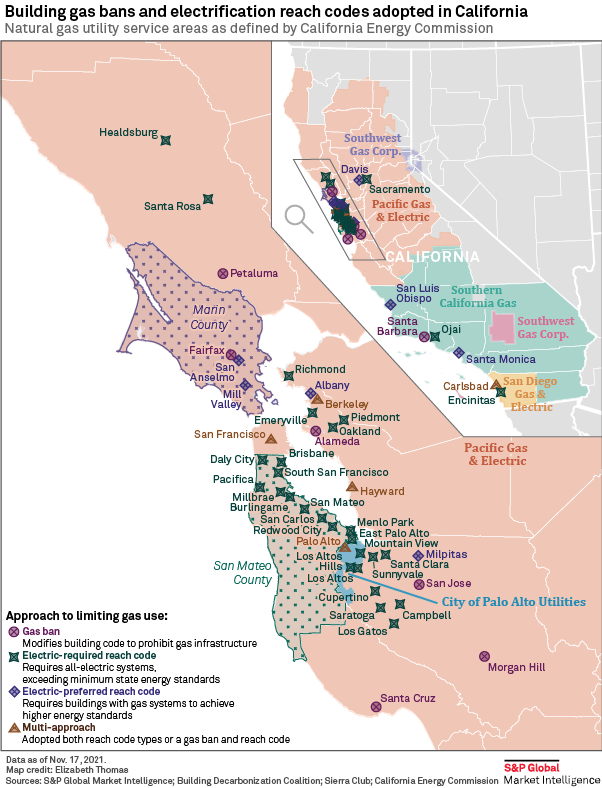 Building gas bans and electrification reach codes adopted in California
Natural gas utility service areas as defined by California Energy Commission
Healdsburg
Santa Rosa
Petaluma
Marin
County
Fairfax
San
Anselmo
Mill
Valley
Southwest
Gas Corp.
Davis
Sacramento
Pacific Gas
& Electric
CALIFORNIA
San Luis
Obispo
Southern
California Gas
Santa
Barbara
Ojai
Southwest
Gas Corp.
Santa Monica
Carlsbad
Encinitas
San Diego
Gas &
Electric
Richmond
Albany
Berkeley
Emeryville
Piedmont
Oakland
Alameda
San Francisco
Daly City
Brisbane
South San Francisco
Pacifica
Millbrae
Burlingame
San Mateo
Hayward
Pacific Gas
& Electric
San Carlos
Redwood City
Menlo Park
East Palo Alto
Palo Alto
Mountain View
Los Altos
Hills
Milpitas
Santa Clara
Sunnyvale
Los Altos
San Jose
San Mateo
County
Cupertino
City of Palo Alto Utilities
Saratoga
Campbell
Los Gatos
Morgan Hill
Santa Cruz
Approach to limiting gas use:
Gas ban
Modifies building code to prohibit gas infrastructure
Electric-required reach code
Requires all-electric systems,
exceeding minimum state energy standards
Electric-preferred reach code
Requires buildings with gas systems to achieve
higher energy standards
Multi-approach
Adopted both reach code types or a gas ban and reach code
Data as of Nov. 17, 2021.
Map credit: Elizabeth Thomas
Sources: S&P Global Market Intelligence; Building Decarbonization Coalition; Sierra Club; California Energy Commission
S&P Global
Market Intelligence